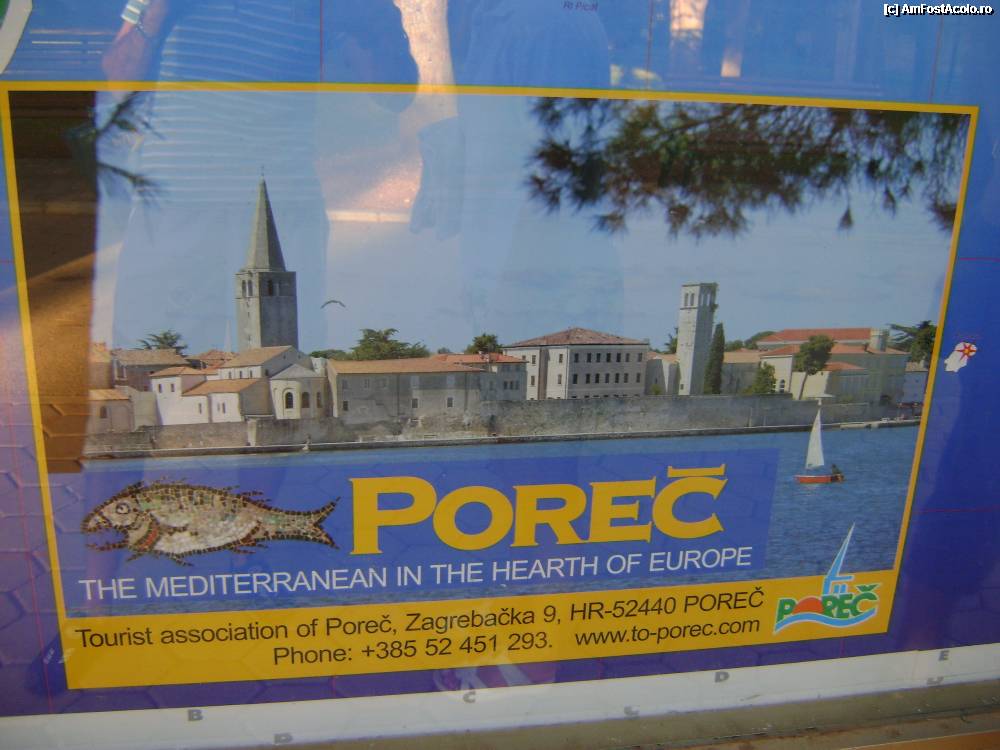 [c] AmFostAcolo.ro
POREČ
THE MEDITERRANEAN IN THE HEARTH OF EUROPE
Tourist association of Poreč, Zagrebačka 9, HR-52440 POREČ
Phone: +385 52 451 293. www.to-porec.com
POREČ
B C D E